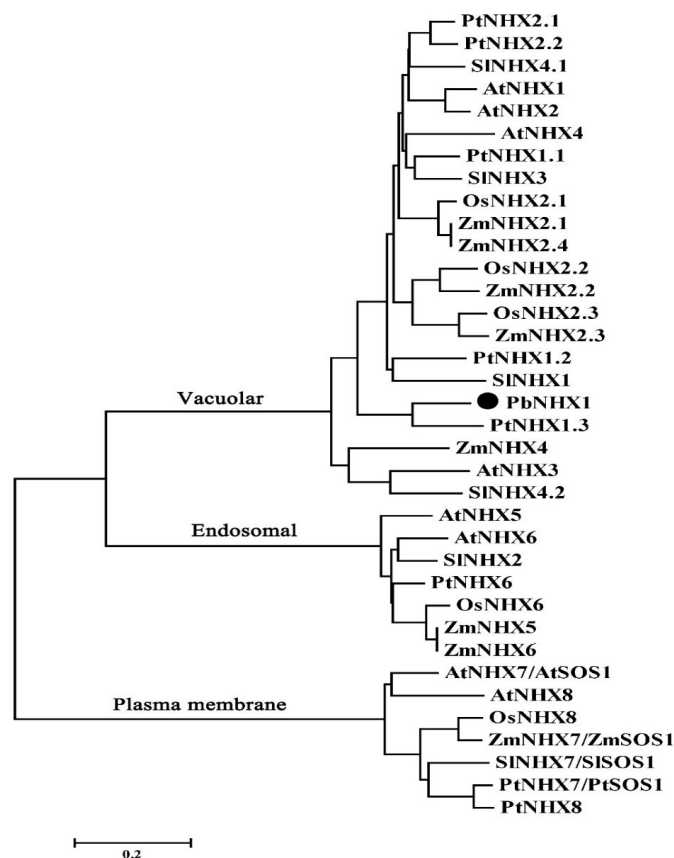 PtNHX2.1
PtNHX2.2
SlNHX4.1
AtNHX1
AtNHX2
AtNHX4
PtNHX1.1
SlNHX3
OsNHX2.1
ZmNHX2.1
ZmNHX2.4
OsNHX2.2
ZmNHX2.2
OsNHX2.3
ZmNHX2.3
PtNHX1.2
SlNHX1
Vacuolar
PbNHX1
PtNHX1.3
ZmNHX4
AtNHX3
SlNHX4.2
AtNHX5
Endosomal
AtNHX6
SlNHX2
PtNHX6
OsNHX6
ZmNHX5
ZmNHX6
AtNHX7/AtSOS1
Plasma membrane
AtNHX8
OsNHX8
ZmNHX7/ZmSOS1
SlNHX7/SlSOS1
PtNHX7/PtSOS1
PtNHX8
0.2